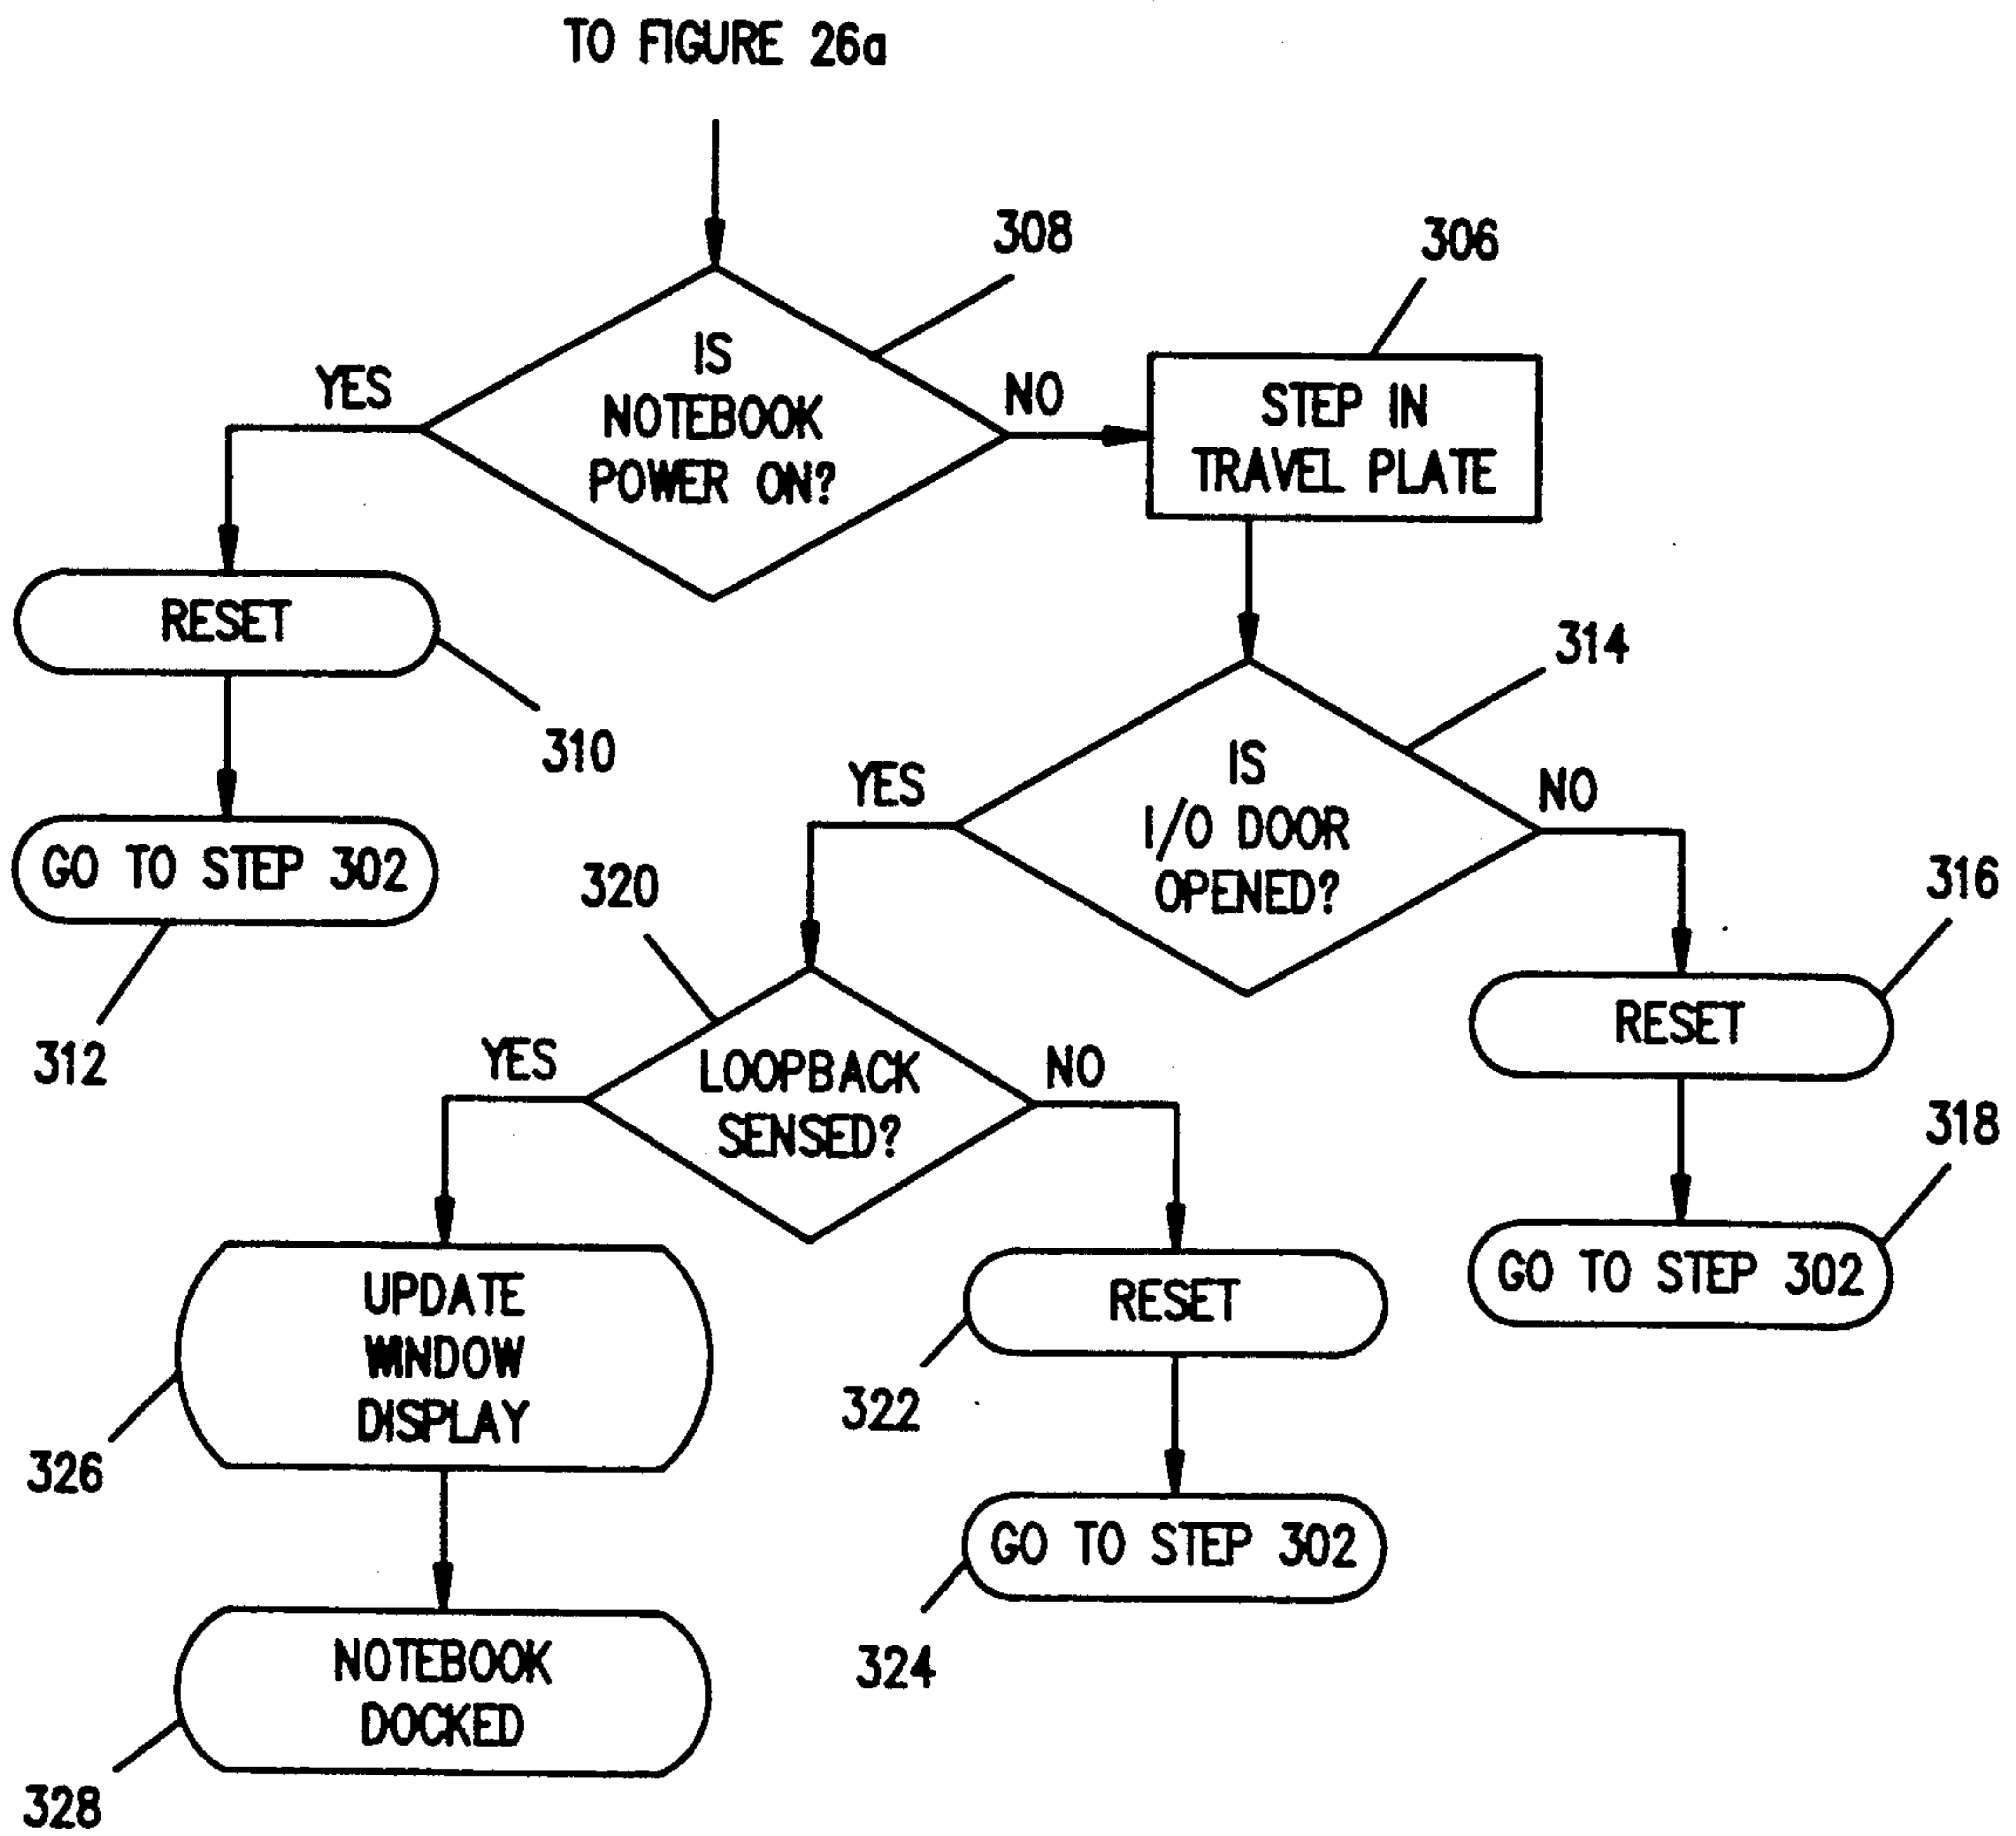 TO FIGURE 26a
308
306
IS
NOTEBOOK
POWER ON?
YES
NO
STEP IN
TRAVEL PLATE
RESET
310
GO TO STEP 302
312
314
IS
I/O DOOR
OPENED?
YES
NO
316
RESET
318
GO TO STEP 302
320
LOOPBACK
SENSED?
YES
NO
UPDATE
WINDOW
DISPLAY
326
RESET
322
GO TO STEP 302
324
NOTEBOOK
DOCKED
328